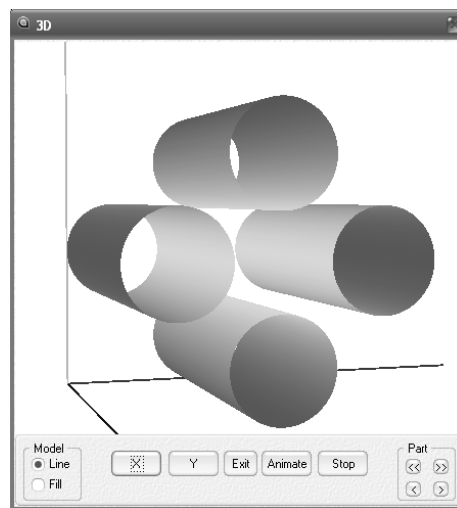 3D
Model
Line
Fill
X
Y
Exit
Animate
Stop
Part
<< >>
< >